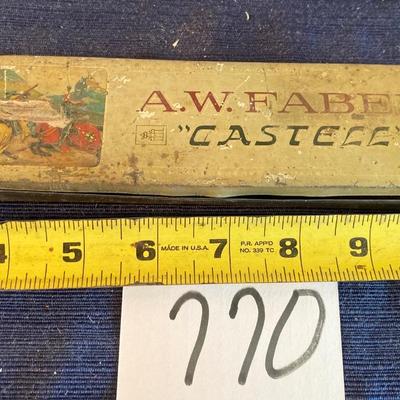 A.W. FABE
"CASTELL"
4 5 6 MADE IN U.S.A. 7 P.R. APP'D NO. 339 TC. 8 9
770